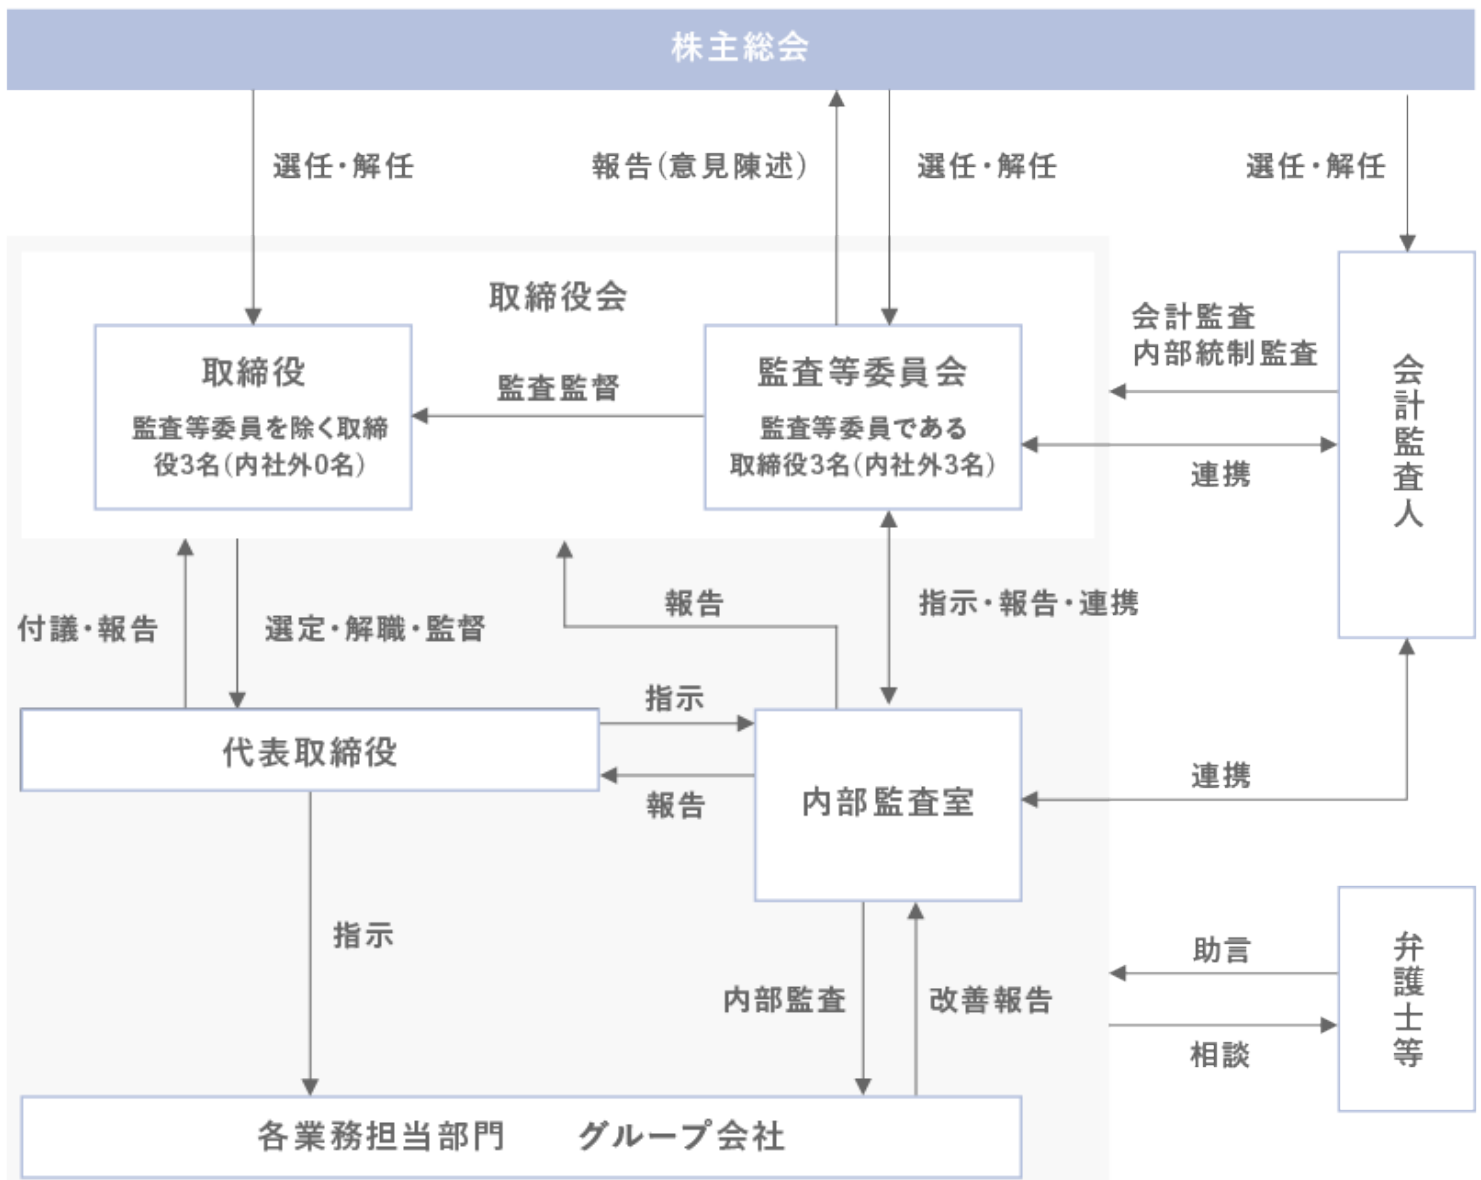 株主総会
選任・解任
報告(意見陳述)
選任・解任
選任・解任
取締役会
取締役
監査等委員を除く取締
役3名(内社外0名)
監査監督
監査等委員会
監査等委員である
取締役3名(内社外3名)
会計監査
内部統制監査
連携
会計監査人
付議・報告
選定・解職・監督
報告
指示・報告・連携
代表取締役
指示
報告
内部監査室
連携
指示
内部監査
改善報告
助言
相談
弁護士等
各業務担当部門 グループ会社